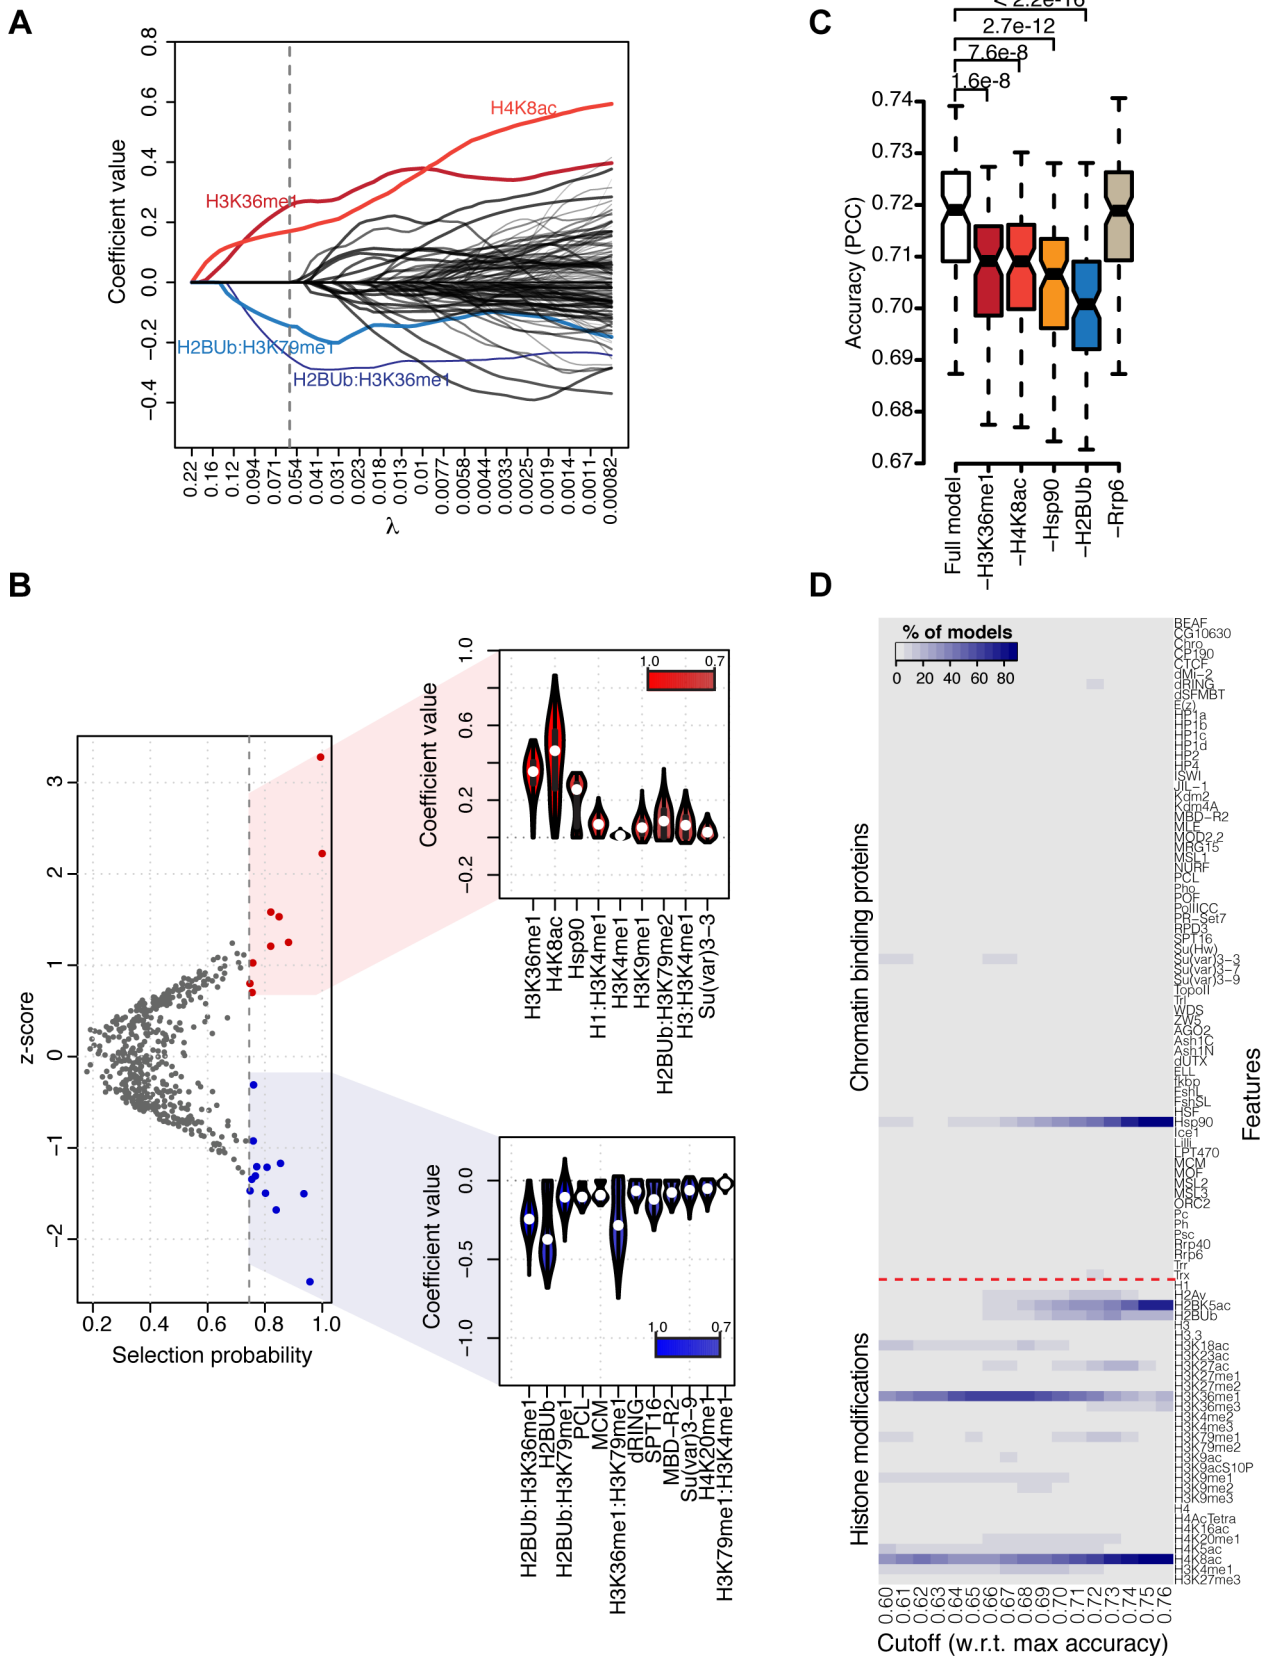 A
Coefficient value
0.8
0.6
0.4
0.2
0.0
−0.2
−0.4
H4K8ac
H3K36me1
H2BUb:H3K79me1
H2BUb:H3K36me1
0.22
0.16
0.12
0.094
0.071
0.054
0.041
0.031
0.023
0.018
0.013
0.01
0.0077
0.0058
0.0044
0.0033
0.0025
0.0019
0.0014
0.0011
0.00082
λ
C
< 2.2e-16
2.7e-12
7.6e-8
1.6e-8
Accuracy (PCC)
0.74
0.73
0.72
0.71
0.70
0.69
0.68
0.67
Full model
−H3K36me1
−H4K8ac
−Hsp90
−H2BUb
−Rrp6
B
z-score
3
2
1
0
−1
−2
0.2
0.4
0.6
0.8
1.0
Selection probability
Coefficient value
1.0
0.6
0.2
−0.2
1.0
0.7
H3K36me1
H4K8ac
Hsp90
H1:H3K4me1
H3K4me1
H3K9me1
H2BUb:H3K79me2
H3:H3K4me1
Su(var)3−3
Coefficient value
0.0
−0.5
−1.0
1.0
0.7
H2BUb:H3K36me1
H2BUb
H2BUb:H3K79me1
PCL
MCM
H3K36me1:H3K79me1
dRING
SPT16
MBD−R2
Su(var)3−9
H4K20me1
H3K79me1:H3K4me1
D
% of models
0
20
40
60
80
Chromatin binding proteins
Histone modifications
Features
BEAF
CG10630
Chro
CP190
CTCF
dMi−2
dRING
dSFMBT
E(z)
HP1a
HP1b
HP1c
HP1d
HP2
HP4
ISWI
JIL−1
Kdm2
Kdm4A
MBD−R2
MLE
MOD2.2
MRG15
MSL1
NURF
PCL
Pho
POF
PolIICC
PR−Set7
RPD3
SPT16
Su(Hw)
Su(var)3−3
Su(var)3−7
Su(var)3−9
TopoII
Trl
WDS
ZW5
AGO2
Ash1C
Ash1N
dUTX
ELL
fkbp
FshL
FshSL
HSF
Hsp90
Ice1
Lilli
LPT470
MCM
MOF
MSL2
MSL3
ORC2
Pc
Ph
Psc
Rrp40
Rrp6
Trr
Trx
H1
H2Av
H2BK5ac
H2BUb
H3
H3.3
H3K18ac
H3K23ac
H3K27ac
H3K27me1
H3K27me2
H3K36me1
H3K36me3
H3K4me2
H3K4me3
H3K79me1
H3K79me2
H3K9ac
H3K9acS10P
H3K9me1
H3K9me2
H3K9me3
H4
H4AcTetra
H4K16ac
H4K20me1
H4K5ac
H4K8ac
H3K4me1
H3K27me3
0.60
0.61
0.62
0.63
0.64
0.65
0.66
0.67
0.68
0.69
0.70
0.71
0.72
0.73
0.74
0.75
0.76
Cutoff (w.r.t. max accuracy)